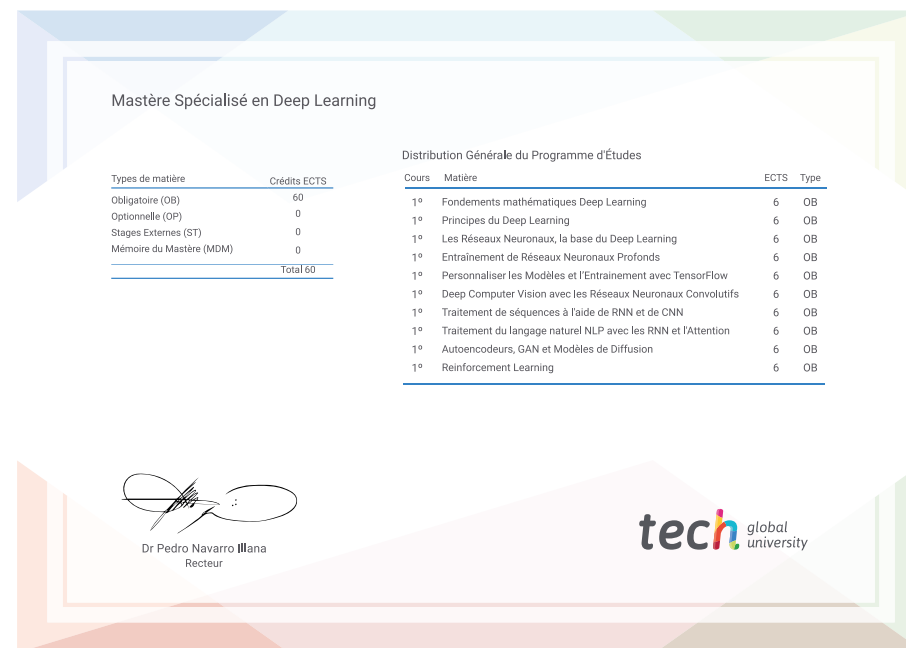 Mastère Spécialisé en Deep Learning
Types de matière Crédits ECTS
Obligatoire (OB) 60
Optionnelle (OP) 0
Stages Externes (ST) 0
Mémoire du Mastère (MDM) 0
Total 60
Distribution Générale du Programme d'Études
Cours Matière ECTS Type
1º Fondements mathématiques Deep Learning 6 OB
1º Principes du Deep Learning 6 OB
1º Les Réseaux Neuronaux, la base du Deep Learning 6 OB
1º Entraînement de Réseaux Neuronaux Profonds 6 OB
1º Personnaliser les Modèles et l'Entrainement avec TensorFlow 6 OB
1º Deep Computer Vision avec les Réseaux Neuronaux Convolutifs 6 OB
1º Traitement de séquences à l'aide de RNN et de CNN 6 OB
1º Traitement du langage naturel NLP avec les RNN et l'Attention 6 OB
1º Autoencodeurs, GAN et Modèles de Diffusion 6 OB
1º Reinforcement Learning 6 OB
Dr Pedro Navarro Illana
Recteur
tech global
university